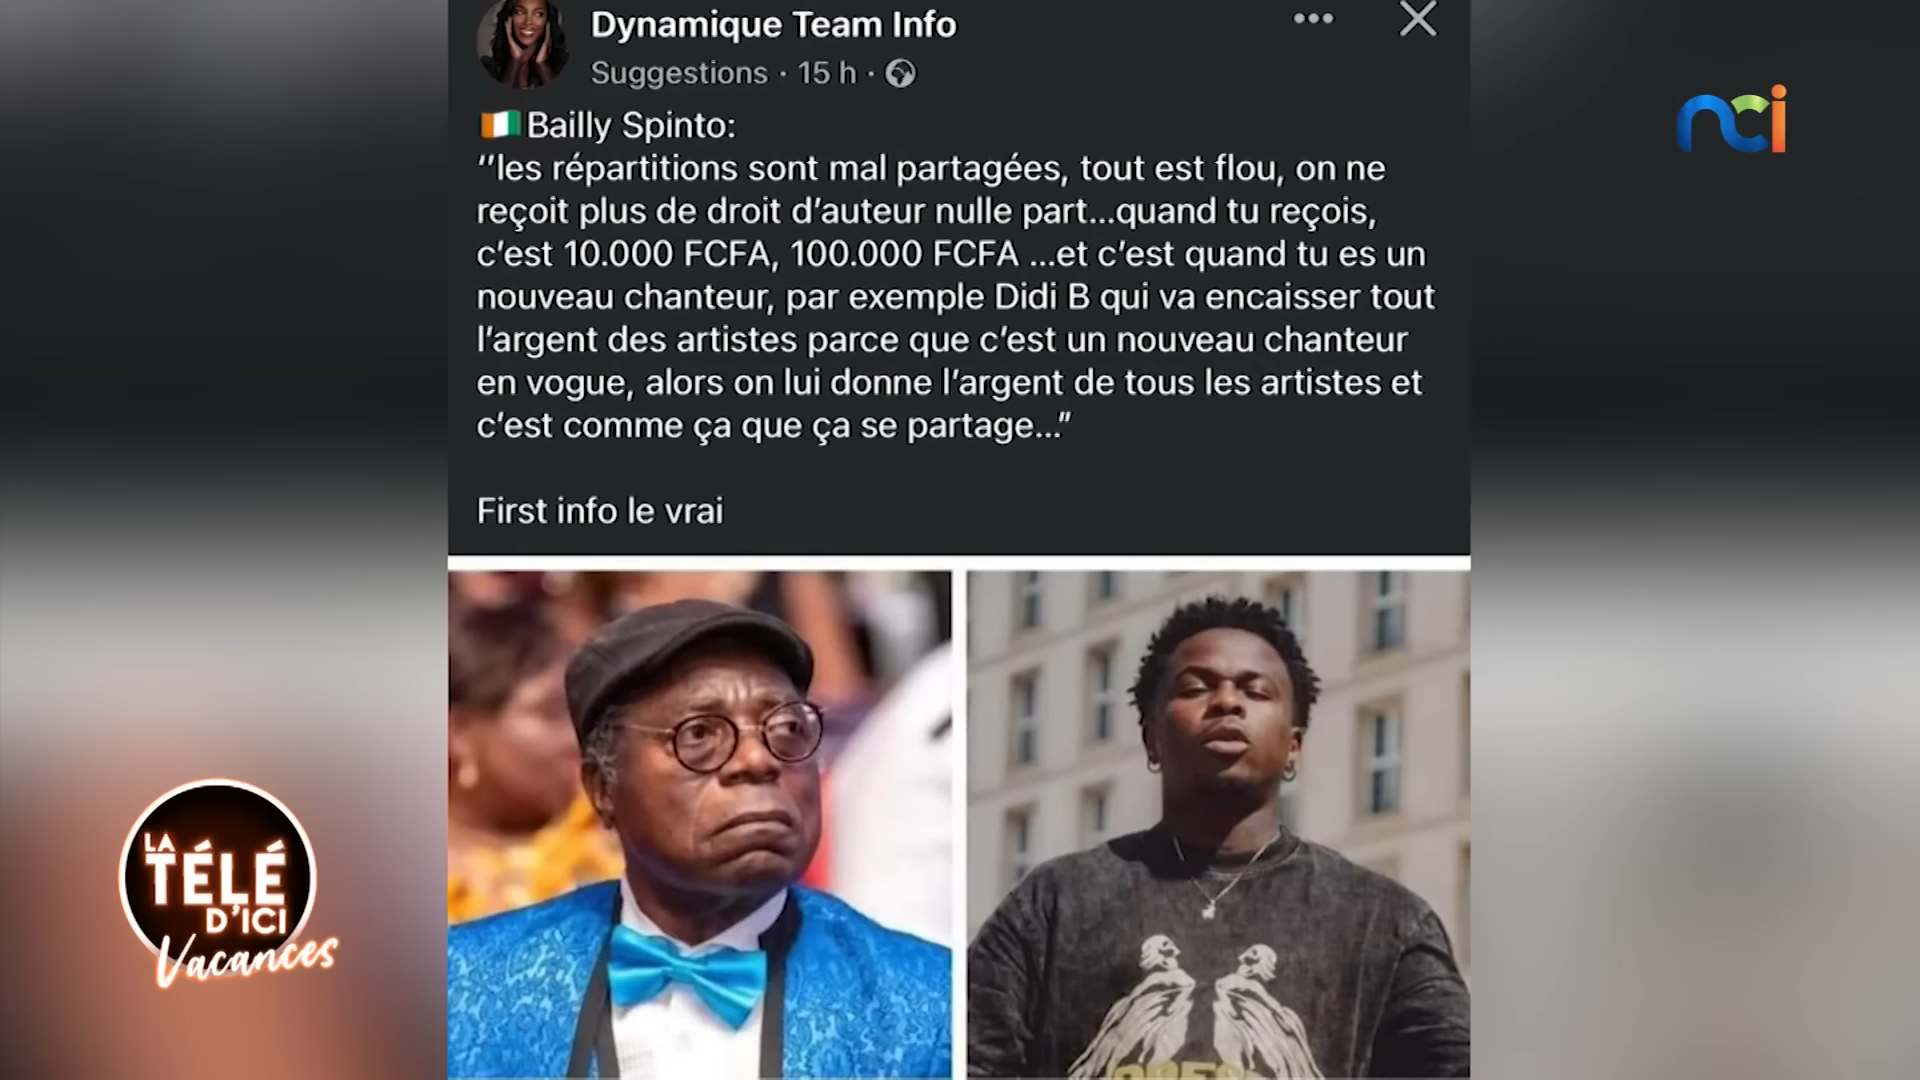 Dynamique Team Info
Suggestions · 15 h ·
nci
🇨🇮Bailly Spinto:
‘’les répartitions sont mal partagées, tout est flou, on ne
reçoit plus de droit d’auteur nulle part...quand tu reçois,
c’est 10.000 FCFA, 100.000 FCFA ...et c’est quand tu es un
nouveau chanteur, par exemple Didi B qui va encaisser tout
l’argent des artistes parce que c’est un nouveau chanteur
en vogue, alors on lui donne l’argent de tous les artistes et
c’est comme ça que ça se partage...”
First info le vrai
LA
TÉLÉ
D'ICI
Vacances